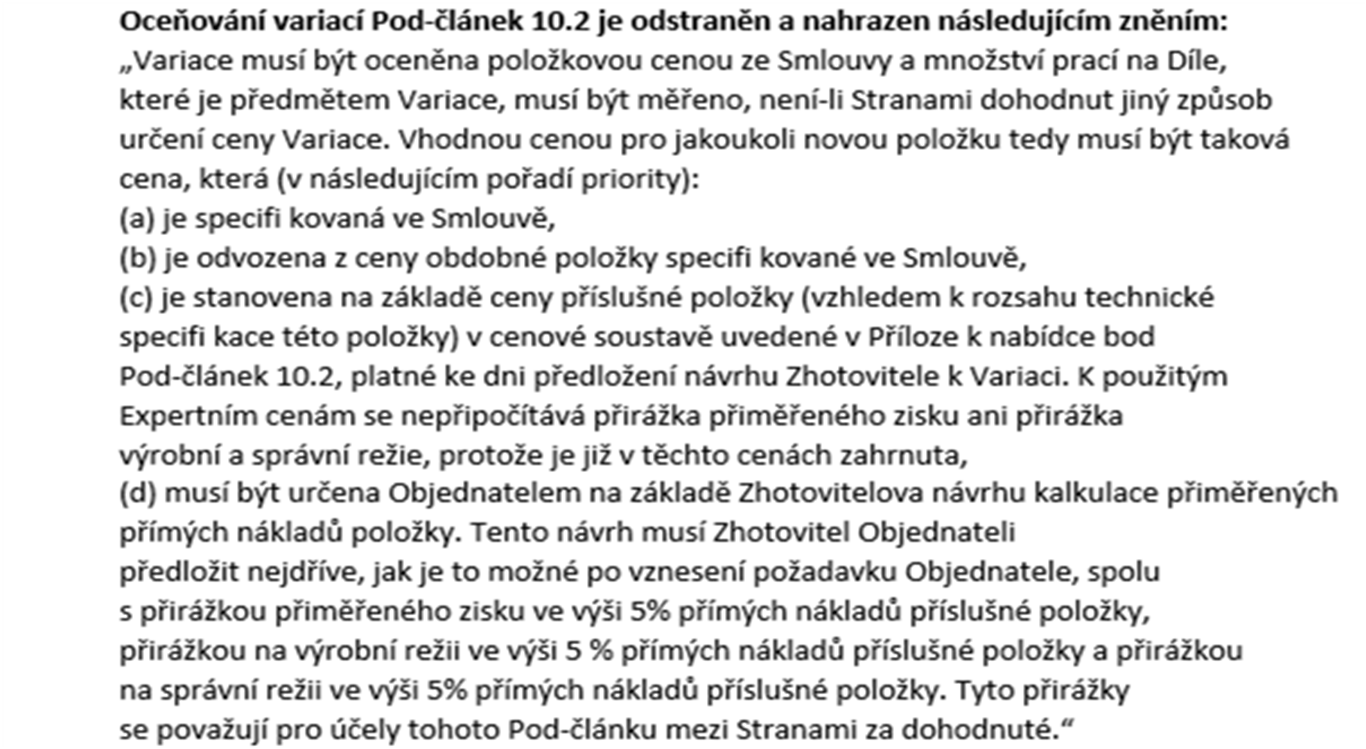 Oceňování variací Pod-článek 10.2 je odstraněn a nahrazen následujícím zněním:
„Variace musí být oceněna položkovou cenou ze Smlouvy a množství prací na Díle,
které je předmětem Variace, musí být měřeno, není-li Stranami dohodnut jiný způsob
určení ceny Variace. Vhodnou cenou pro jakoukoli novou položku tedy musí být taková
cena, která (v následujícím pořadí priority):
(a) je specifi kovaná ve Smlouvě,
(b) je odvozena z ceny obdobné položky specifi kované ve Smlouvě,
(c) je stanovena na základě ceny příslušné položky (vzhledem k rozsahu technické
specifi kace této položky) v cenové soustavě uvedené v Příloze k nabídce bod
Pod-článek 10.2, platné ke dni předložení návrhu Zhotovitele k Variaci. K použitým
Expertním cenám se nepřipočítává přirážka přiměřeného zisku ani přirážka
výrobní a správní režie, protože je již v těchto cenách zahrnuta,
(d) musí být určena Objednatelem na základě Zhotovitelova návrhu kalkulace přiměřených
přímých nákladů položky. Tento návrh musí Zhotovitel Objednateli
předložit nejdříve, jak je to možné po vznesení požadavku Objednatele, spolu
s přirážkou přiměřeného zisku ve výši 5% přímých nákladů příslušné položky,
přirážkou na výrobní režii ve výši 5 % přímých nákladů příslušné položky a přirážkou
na správní režii ve výši 5% přímých nákladů příslušné položky. Tyto přirážky
se považují pro účely tohoto Pod-článku mezi Stranami za dohodnuté.“